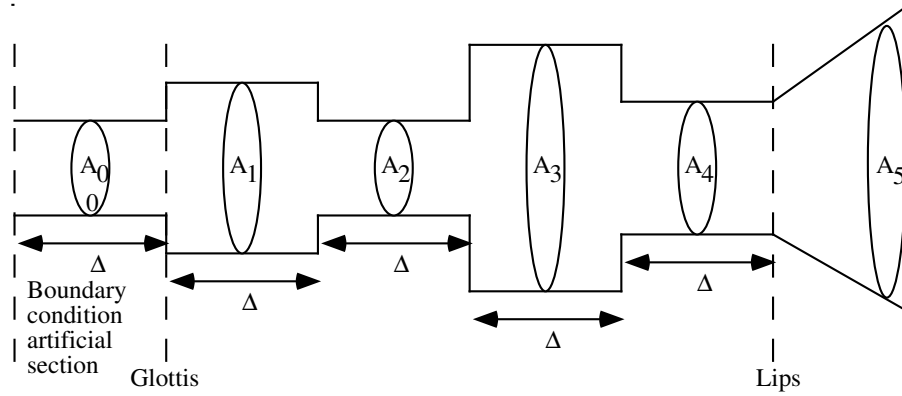 A₀ A₁ A₂ A₃ A₄ A₅
0
Δ Δ Δ Δ Δ
Boundary
condition
artificial
section
Glottis Lips